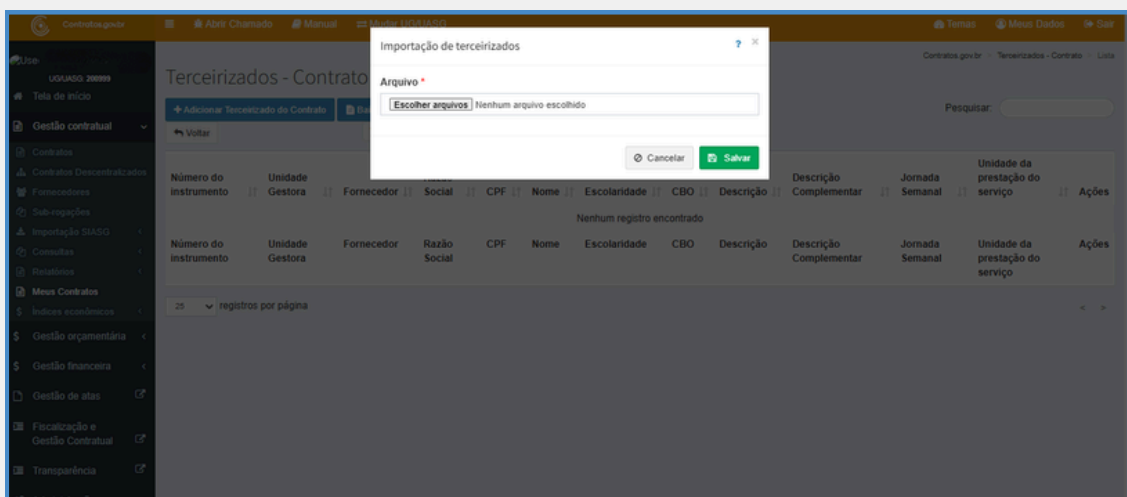 Contratos.gov.br
Abrir Chamado Manual Mudar UG/UASG Temas Meus Dados Sair
UG/UASG: 200999
Tela de início
Gestão contratual
Contratos
Contratos Descentralizados
Fornecedores
Sub-rogações
Importação SIASG
Consultas
Relatórios
Meus Contratos
Índices econômicos
Gestão orçamentária
Gestão financeira
Gestão de atas
Fiscalização e
Gestão Contratual
Transparência
Contratos.gov.br > Terceirizados - Contrato > Lista
Terceirizados - Contrato
+ Adicionar Terceirizado do Contrato
Pesquisar:
Voltar
Importação de terceirizados ? ×
Arquivo *
Escolher arquivos Nenhum arquivo escolhido
Cancelar Salvar
Número do instrumento Unidade Gestora Fornecedor Social CPF Nome Escolaridade CBO Descrição Descrição Complementar Jornada Semanal Unidade da prestação do serviço Ações
Nenhum registro encontrado
Número do instrumento Unidade Gestora Fornecedor Razão Social CPF Nome Escolaridade CBO Descrição Descrição Complementar Jornada Semanal Unidade da prestação do serviço Ações
25 registros por página < >